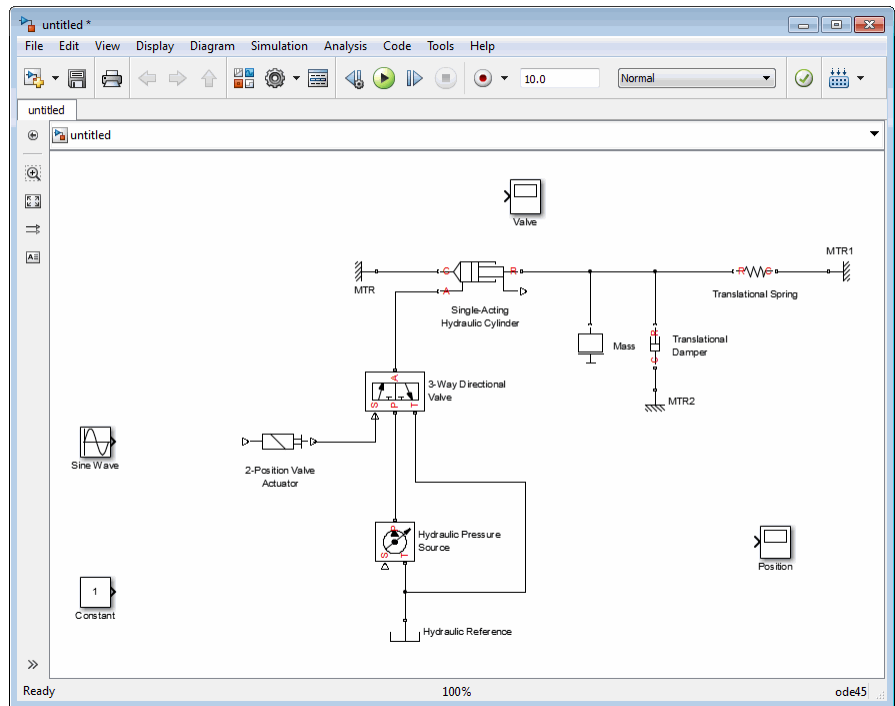 untitled *
File Edit View Display Diagram Simulation Analysis Code Tools Help
10.0 Normal
untitled
untitled
Valve
MTR1
C R R C
MTR
A
Translational Spring
Single-Acting
Hydraulic Cylinder
R
Mass
Translational
Damper
C
A
3-Way Directional
Valve
S P T
MTR2
Sine Wave
2-Position Valve
Actuator
P
Hydraulic Pressure
Source
S T
Position
1
Constant
Hydraulic Reference
Ready 100% ode45